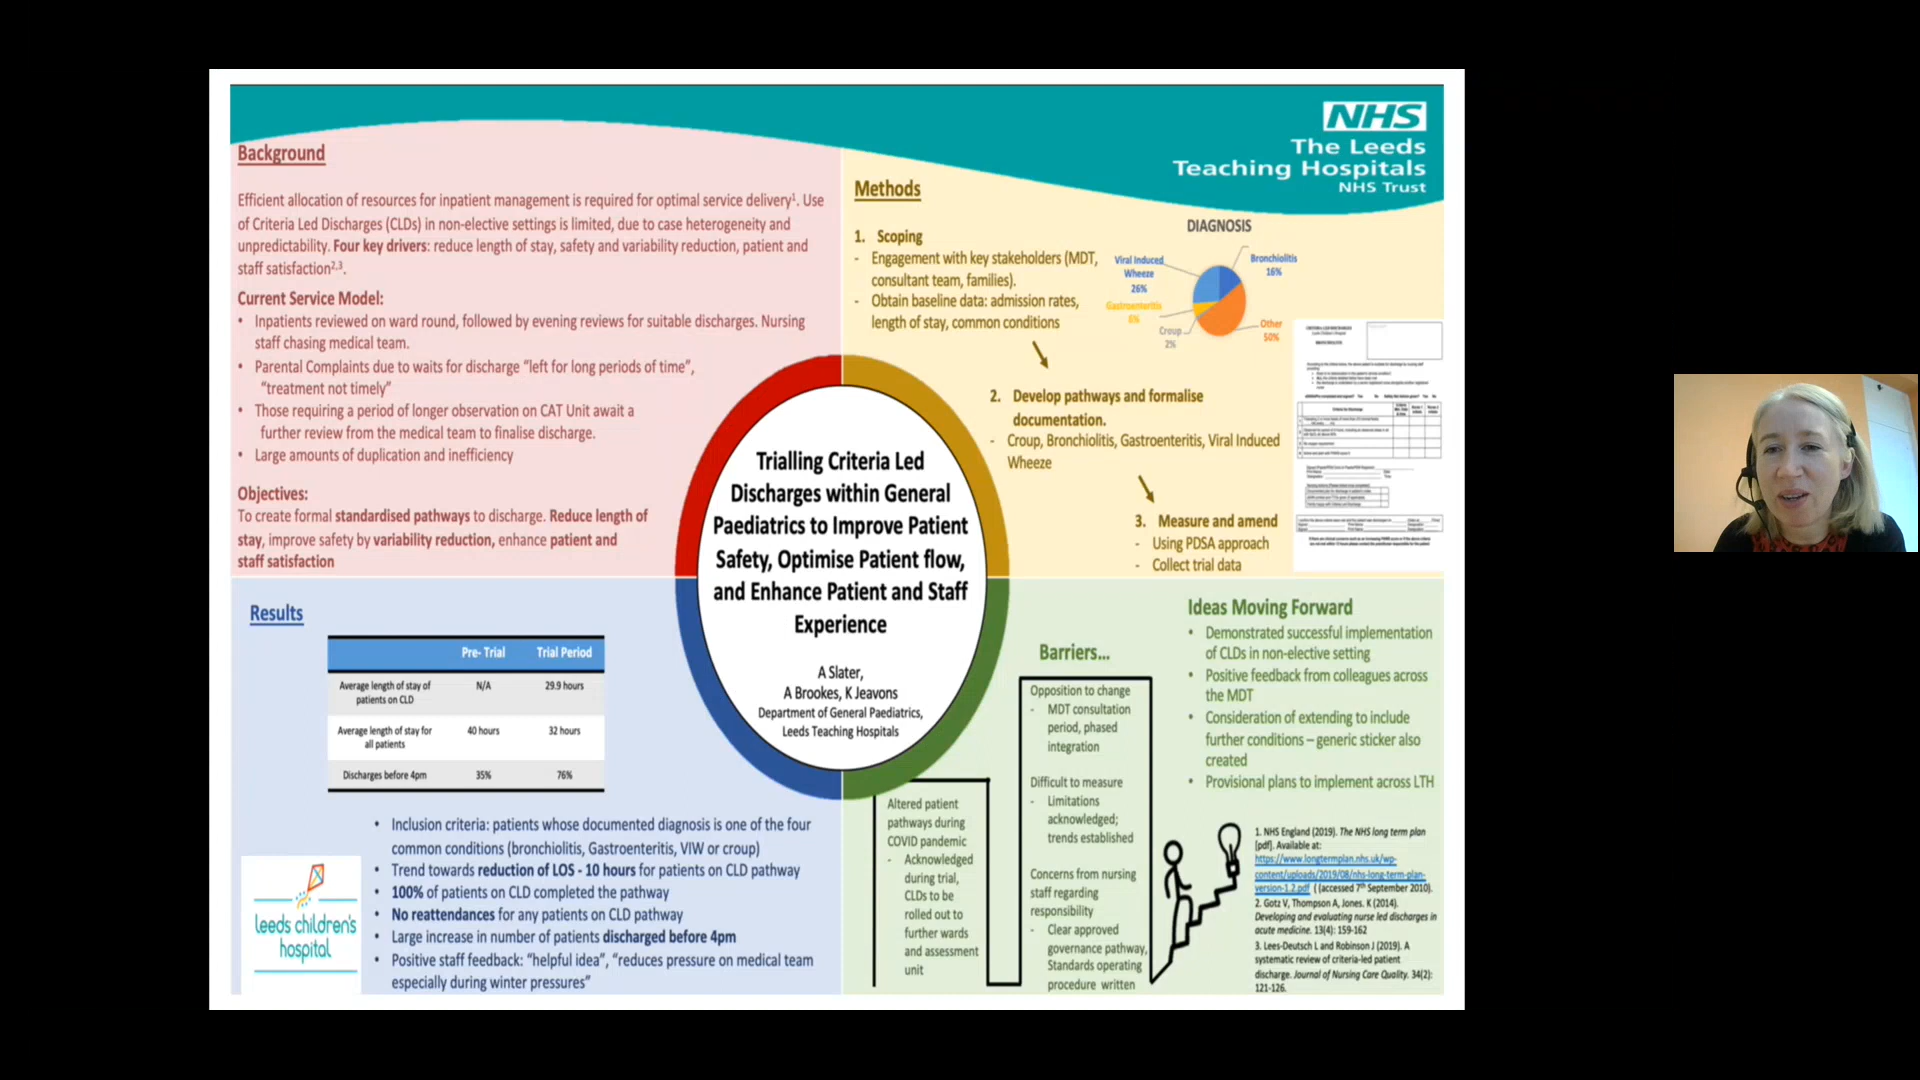 NHS
The Leeds
Teaching Hospitals
NHS Trust
Background
Efficient allocation of resources for inpatient management is required for optimal service delivery1. Use
of Criteria Led Discharges (CLDs) in non-elective settings is limited, due to case heterogeneity and
unpredictability. Four key drivers: reduce length of stay, safety and variability reduction, patient and
staff satisfaction2,3.
Current Service Model:
• Inpatients reviewed on ward round, followed by evening reviews for suitable discharges. Nursing
staff chasing medical team.
• Parental Complaints due to waits for discharge “left for long periods of time”,
“treatment not timely”
• Those requiring a period of longer observation on CAT Unit await a
further review from the medical team to finalise discharge.
• Large amounts of duplication and inefficiency
Objectives:
To create formal standardised pathways to discharge. Reduce length of
stay, improve safety by variability reduction, enhance patient and
staff satisfaction
Methods
1. Scoping
- Engagement with key stakeholders (MDT,
consultant team, families).
- Obtain baseline data: admission rates,
length of stay, common conditions
DIAGNOSIS
Viral Induced
Wheeze
26%
Bronchiolitis
16%
Gastroenteritis
6%
Croup
2%
Other
50%
2. Develop pathways and formalise
documentation.
- Croup, Bronchiolitis, Gastroenteritis, Viral Induced
Wheeze
3. Measure and amend
- Using PDSA approach
- Collect trial data
Trialling Criteria Led
Discharges within General
Paediatrics to Improve Patient
Safety, Optimise Patient flow,
and Enhance Patient and Staff
Experience
A Slater,
A Brookes, K Jeavons
Department of General Paediatrics,
Leeds Teaching Hospitals
Results
Pre- Trial Trial Period
Average length of stay of
patients on CLD
N/A 29.9 hours
Average length of stay for
all patients
40 hours 32 hours
Discharges before 4pm 35% 76%
• Inclusion criteria: patients whose documented diagnosis is one of the four
common conditions (bronchiolitis, Gastroenteritis, VIW or croup)
• Trend towards reduction of LOS - 10 hours for patients on CLD pathway
• 100% of patients on CLD completed the pathway
• No reattendances for any patients on CLD pathway
• Large increase in number of patients discharged before 4pm
• Positive staff feedback: “helpful idea”, “reduces pressure on medical team
especially during winter pressures”
leeds children's
hospital
Barriers...
Altered patient
pathways during
COVID pandemic
- Acknowledged
during trial,
CLDs to be
rolled out to
further wards
and assessment
unit
Opposition to change
- MDT consultation
period, phased
integration
Difficult to measure
- Limitations
acknowledged;
trends established
Concerns from nursing
staff regarding
responsibility
- Clear approved
governance pathway,
Standards operating
procedure written
Ideas Moving Forward
• Demonstrated successful implementation
of CLDs in non-elective setting
• Positive feedback from colleagues across
the MDT
• Consideration of extending to include
further conditions – generic sticker also
created
• Provisional plans to implement across LTH
1. NHS England (2019). The NHS long term plan
[pdf]. Available at:
https://www.longtermplan.nhs.uk/wp-
content/uploads/2019/08/nhs-long-term-plan-
version-1.2.pdf ( (accessed 7th September 2010).
2. Gotz V, Thompson A, Jones. K (2014).
Developing and evaluating nurse led discharges in
acute medicine. 13(4): 159-162
3. Lees-Deutsch L and Robinson J (2019). A
systematic review of criteria-led patient
discharge. Journal of Nursing Care Quality. 34(2):
121-126.